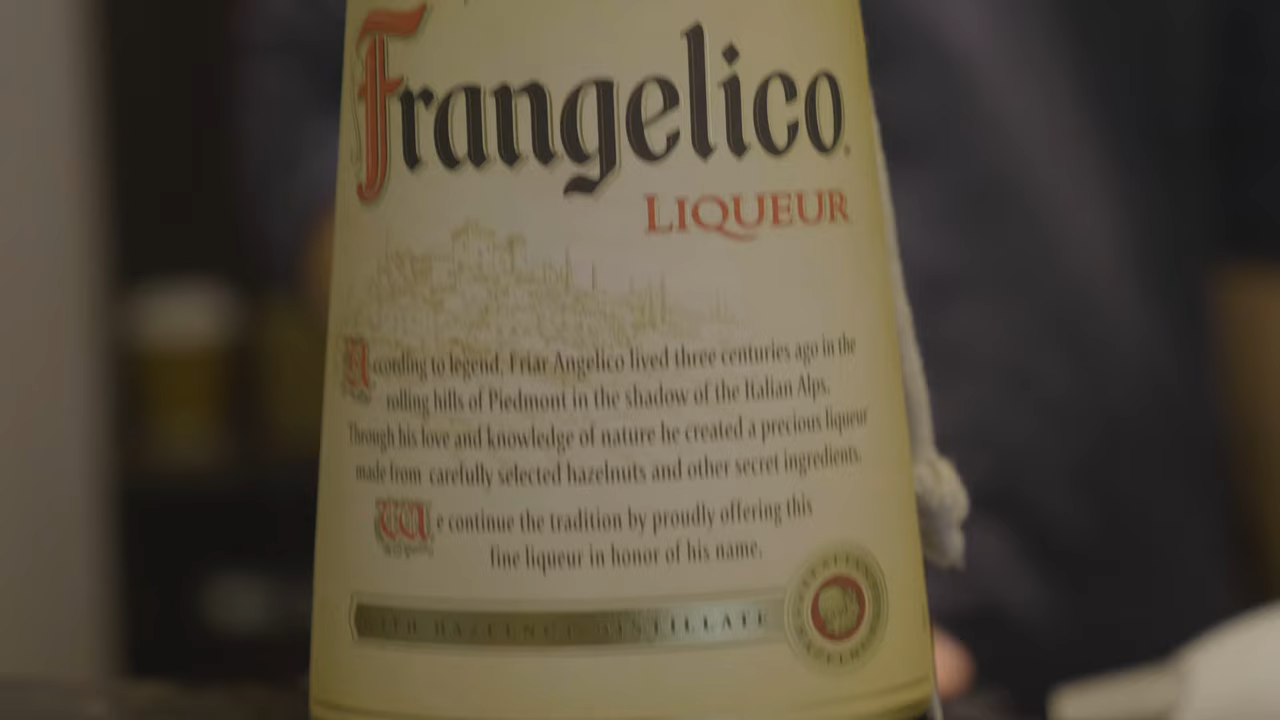 Frangelico
LIQUEUR
According to legend, Friar Angelico lived three centuries ago in the
rolling hills of Piedmont in the shadow of the Italian Alps.
Through his love and knowledge of nature he created a precious liqueur
made from carefully selected hazelnuts and other secret ingredients.
We continue the tradition by proudly offering this
fine liqueur in honor of his name.
WITH HAZELNUT DISTILLATE